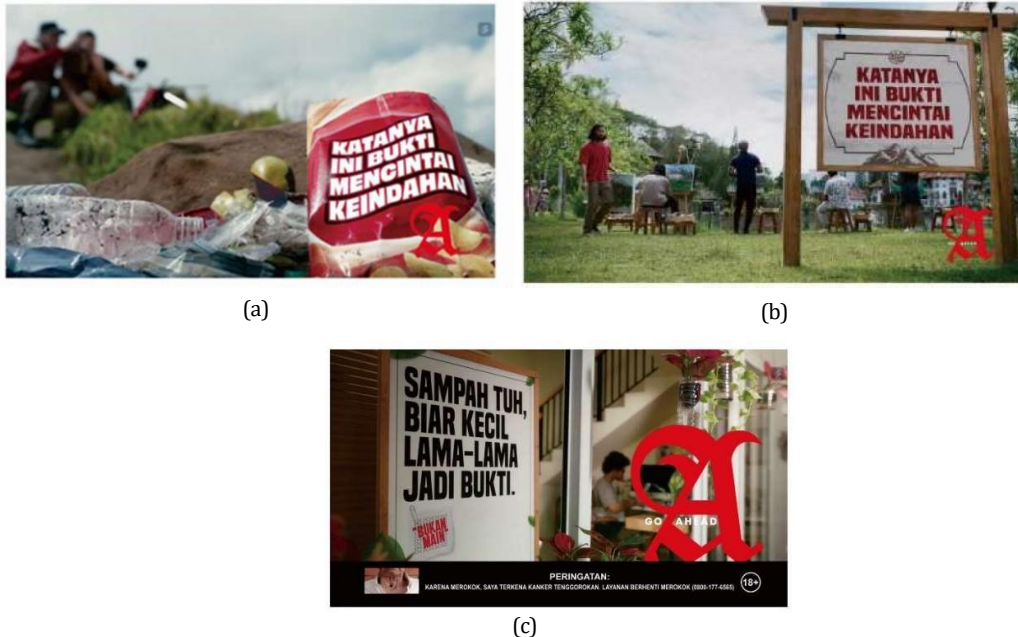 KATANYA
INI BUKTI
MENCINTAI
KEINDAHAN
A
(a)
KATANYA
INI BUKTI
MENCINTAI
KEINDAHAN
A
(b)
SAMPAH TUH,
BIAR KECIL
LAMA-LAMA
JADI BUKTI.
"BUKAN
MAIN"
A
GO AHEAD
PERINGATAN:
KARENA MEROKOK, SAYA TERKENA KANKER TENGGOROKAN. LAYANAN BERHENTI MEROKOK (0800-177-6565)
18+
(c)